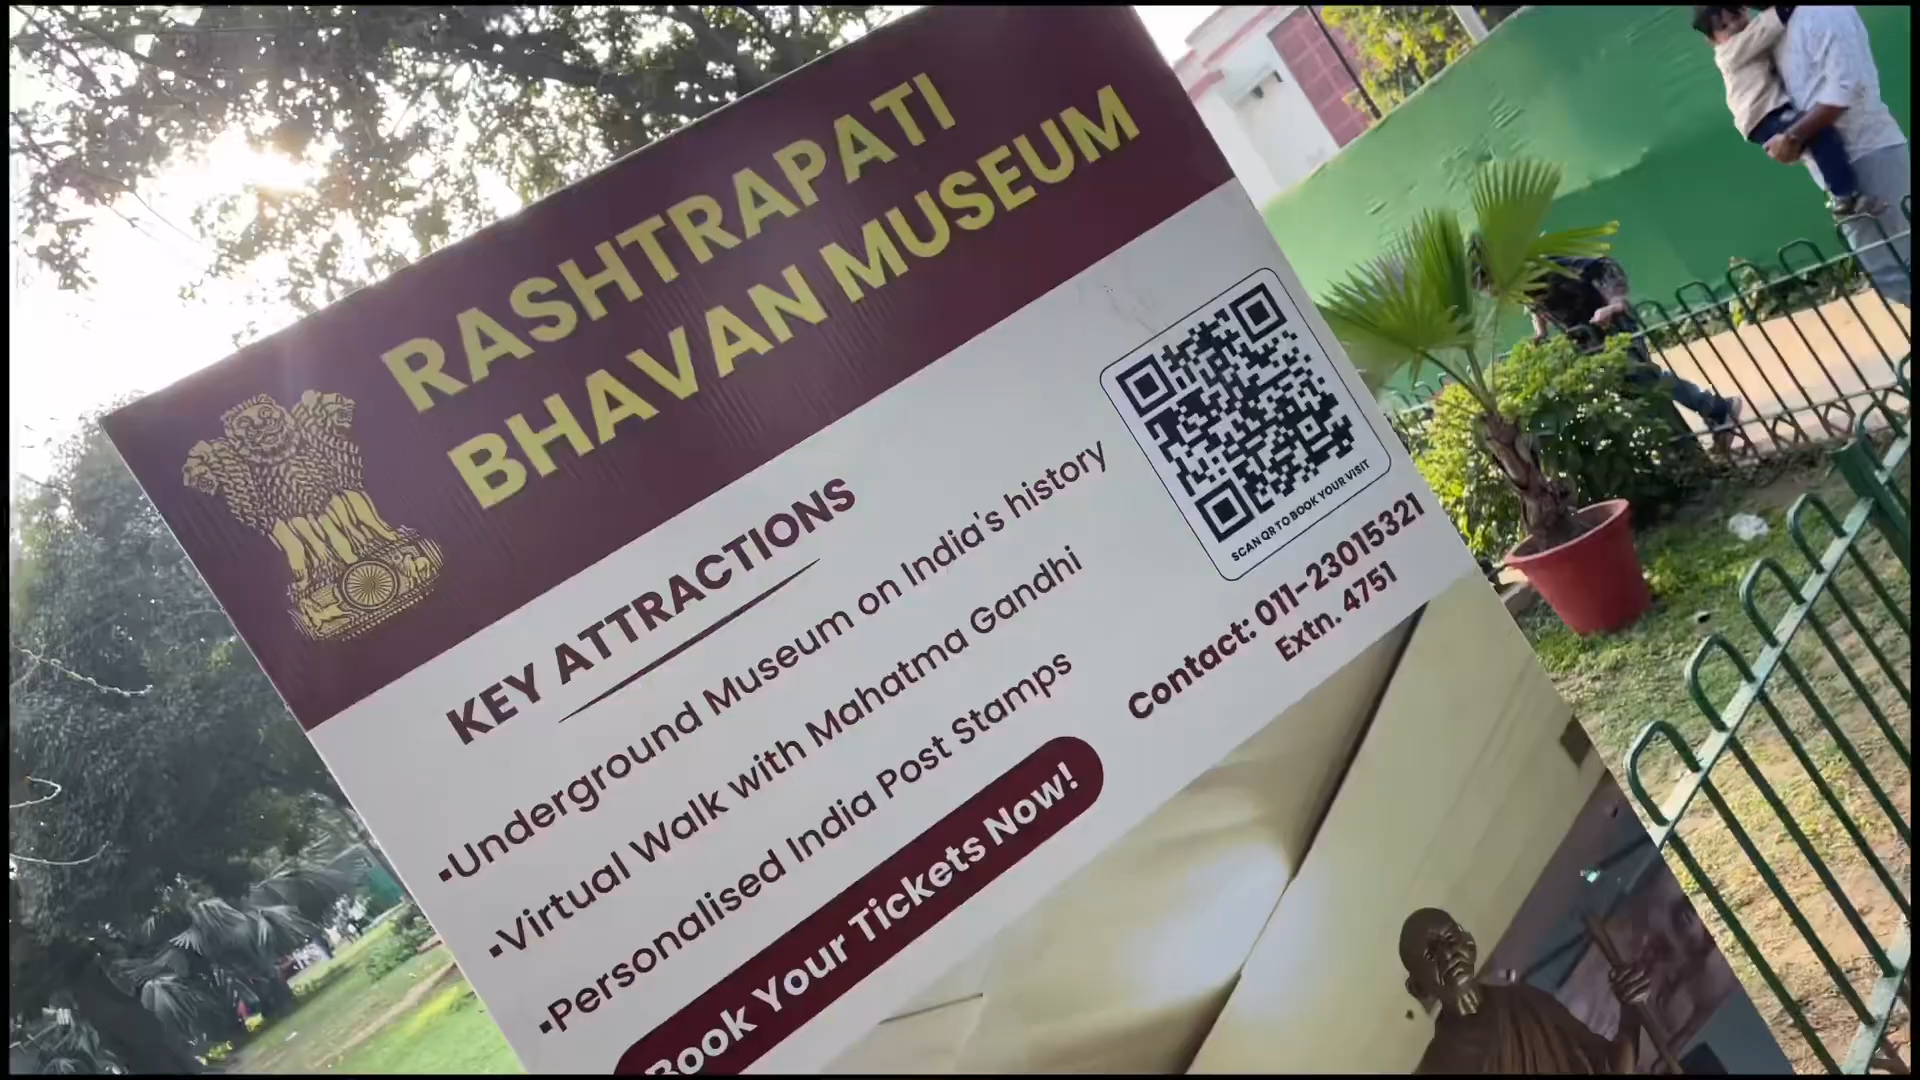 RASHTRAPATI
BHAVAN MUSEUM
KEY ATTRACTIONS
▪Underground Museum on India's history
▪Virtual Walk with Mahatma Gandhi
▪Personalised India Post Stamps
Book Your Tickets Now!
SCAN QR TO BOOK YOUR VISIT
Contact: 011-23015321
Extn. 4751